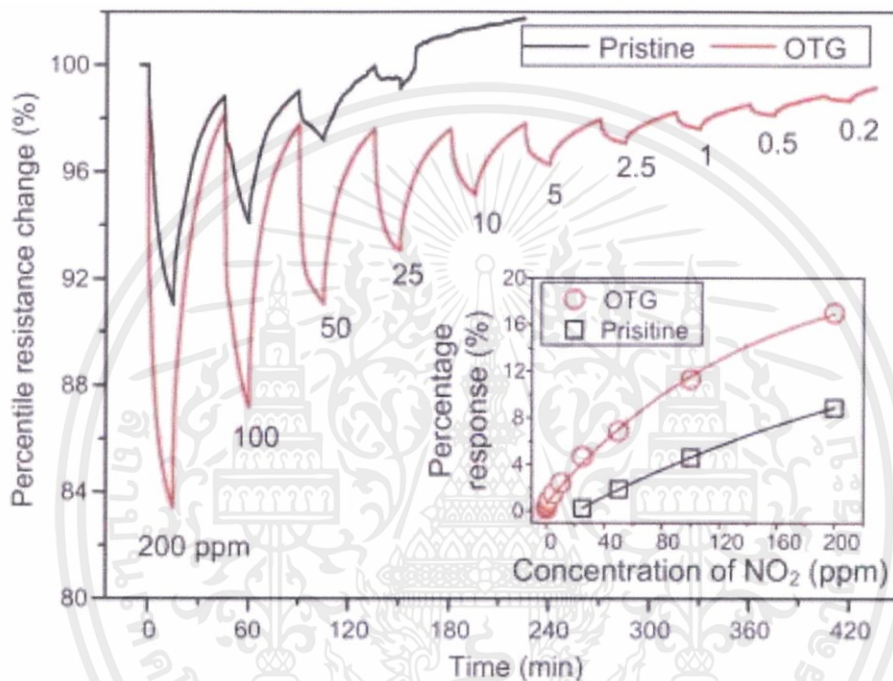 Pristine OTG
Percentile resistance change (%)
100
96
92
88
84
80
200 ppm
100
50
25
10
5
2.5
1
0.5
0.2
0 60 120 180 240 300 360 420
Time (min)
OTG
Prisitine
Percentage
response (%)
20
16
12
8
4
0
0 40 80 120 160 200
Concentration of NO₂ (ppm)